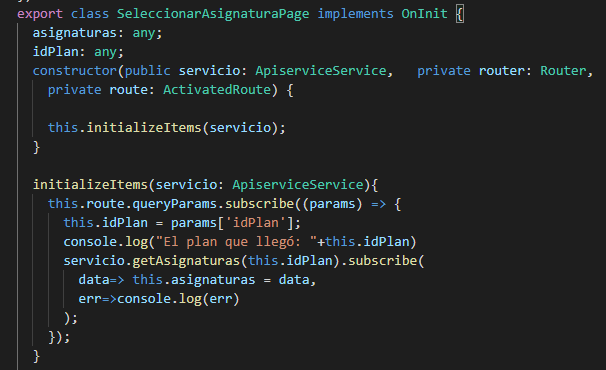 export class SeleccionarAsignaturaPage implements OnInit {
asignaturas: any;
idPlan: any;
constructor(public servicio: ApiserviceService,   private router: Router,
private route: ActivatedRoute) {
this.initializeItems(servicio);
}
initializeItems(servicio: ApiserviceService){
this.route.queryParams.subscribe((params) => {
this.idPlan = params['idPlan'];
console.log("El plan que llegó: "+this.idPlan)
servicio.getAsignaturas(this.idPlan).subscribe(
data=> this.asignaturas = data,
err=>console.log(err)
);
});
}